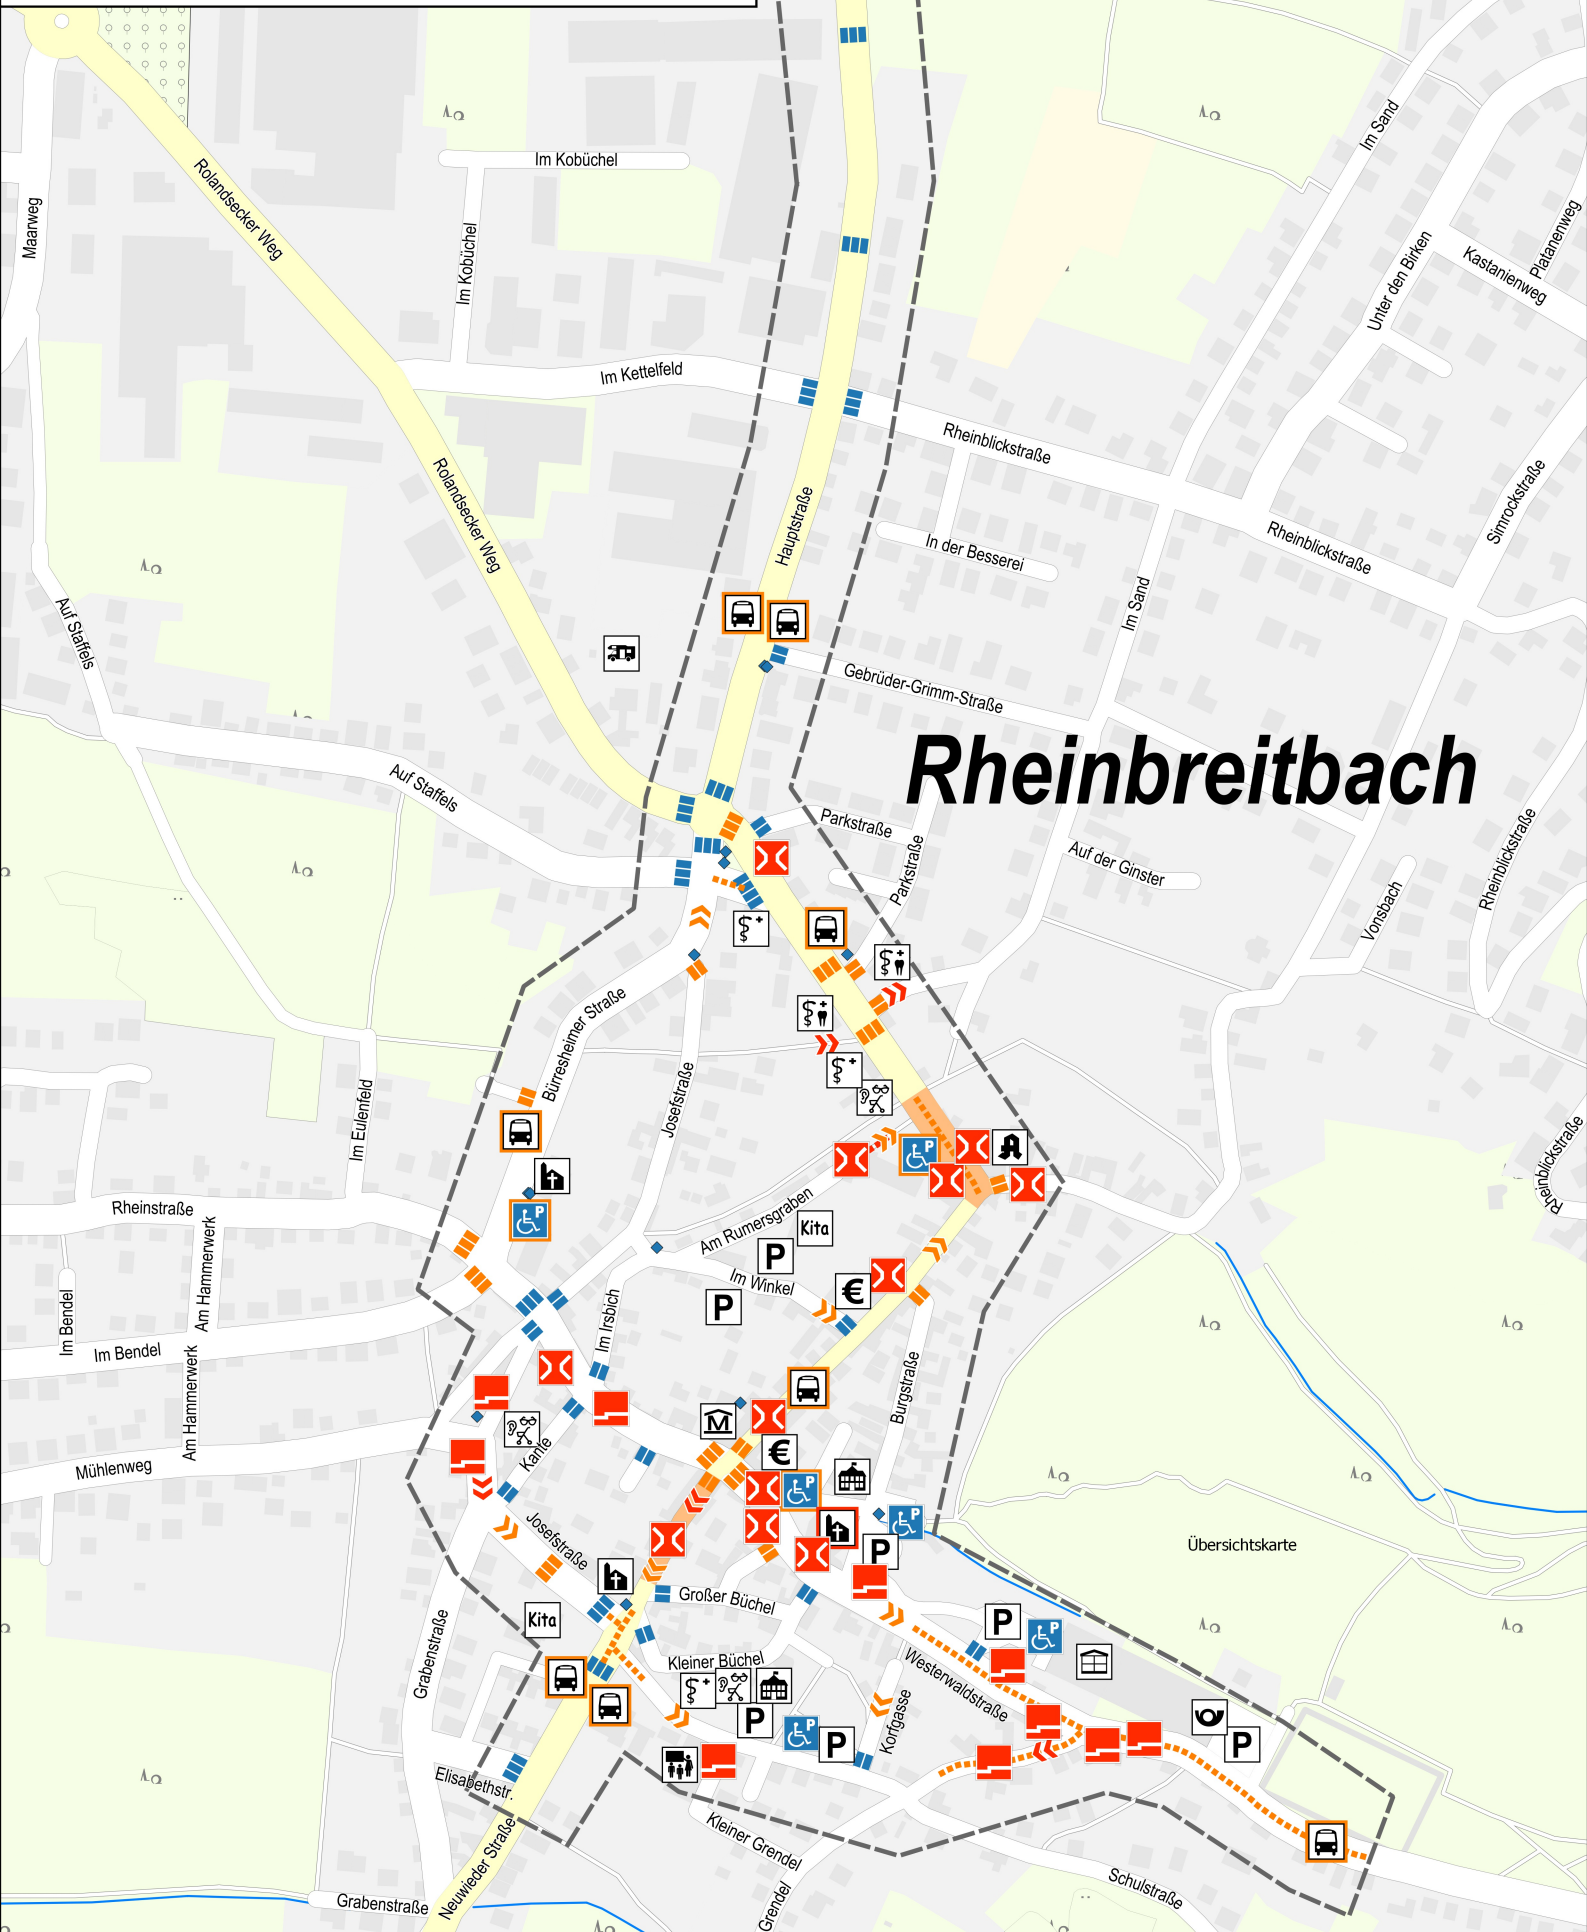 Im Sand
Im Kobüchel
Rolandsecker Weg
Maarweg
Im Kobüchel
Platanenweg
Unter den Birken
Kastanienweg
Im Kettelfeld
Rheinblickstraße
Simrockstraße
Rolandsecker Weg
Hauptstraße
In der Besserei
Rheinblickstraße
Im Sand
Auf Staffels
Gebrüder-Grimm-Straße
Rheinbreitbach
Auf Staffels
Parkstraße
Parkstraße
Auf der Ginster
Rheinblickstraße
Vonsbach
Bürresheimer Straße
Josefstraße
Im Eulenfeld
Rheinblickstraße
Rheinstraße
Am Hammerwerk
Am Rumersgraben
Kita
P
Im Winkel
€
P
Im Bendel
Im Irsbich
Im Bendel
Am Hammerwerk
Burgstraße
M
€
Kante
Mühlenweg
P
P
Josefstraße
P
P
Übersichtskarte
Großer Büchel
Kita
P
P
Grabenstraße
Kleiner Büchel
Westerwaldstraße
Korfgasse
P
P
P
P
Elisabethstr.
Kleiner Grendel
Neuwieder Straße
Schulstraße
Grabenstraße
Grendel